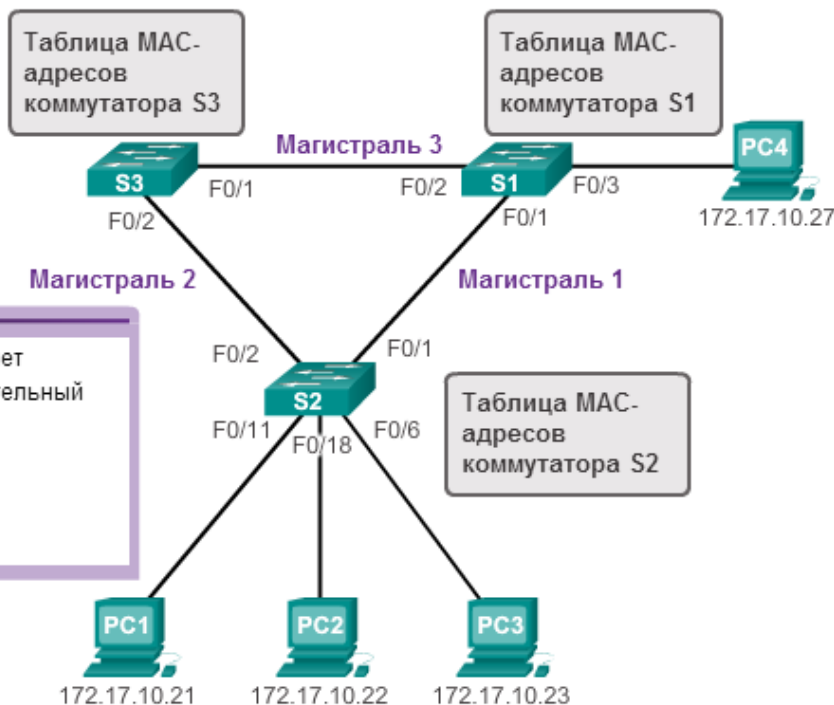 Таблица MAC-
адресов
коммутатора S3
Таблица MAC-
адресов
коммутатора S1
Магистраль 3
PC4
S3
F0/1
F0/2
S1
F0/3
F0/2
F0/1
172.17.10.27
Магистраль 2
Магистраль 1
F0/2
F0/1
S2
F0/11
F0/18
F0/6
Таблица MAC-
адресов
коммутатора S2
PC1
PC2
PC3
172.17.10.21
172.17.10.22
172.17.10.23